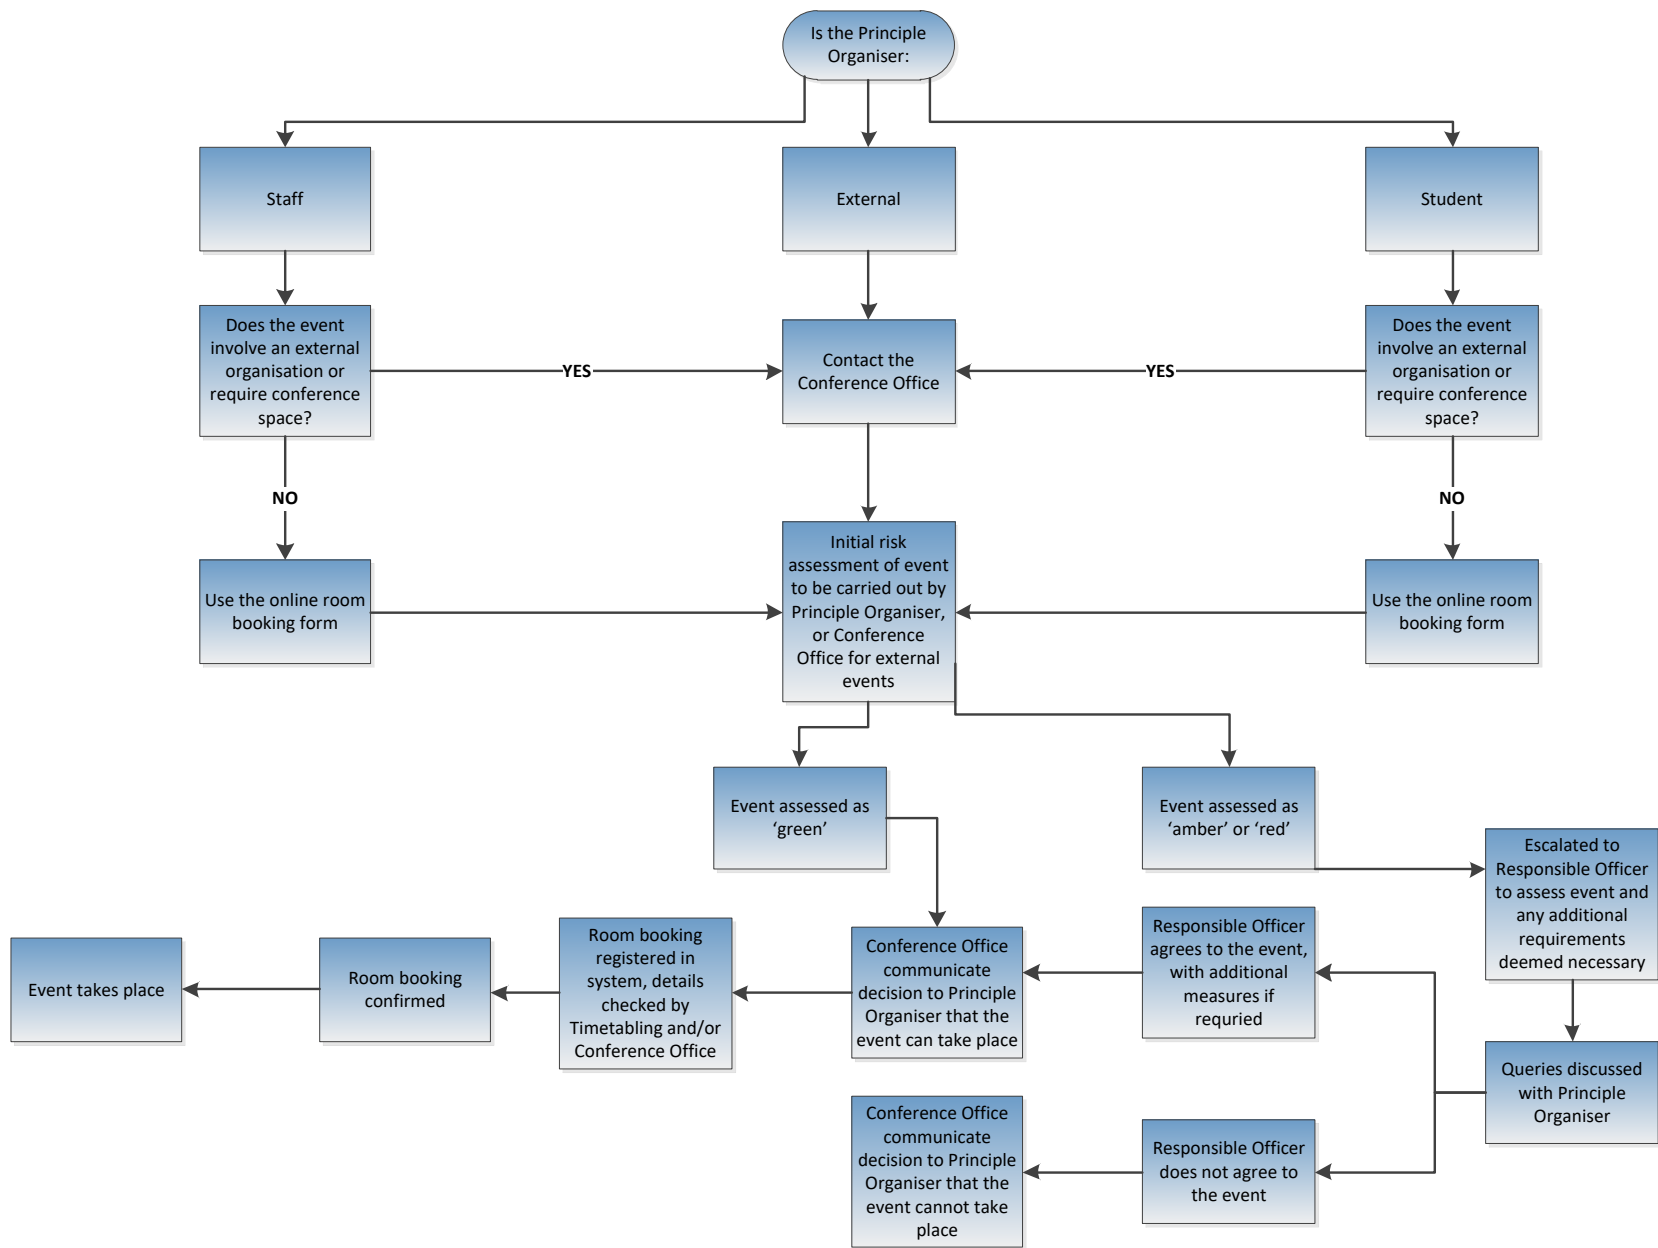 Is the Principle
Organiser:
Staff
External
Student
Does the event
involve an external
organisation or
require conference
space?
YES
Contact the
Conference Office
YES
Does the event
involve an external
organisation or
require conference
space?
NO
NO
Use the online room
booking form
Initial risk
assessment of event
to be carried out by
Principle Organiser,
or Conference
Office for external
events
Use the online room
booking form
Event assessed as
‘green’
Event assessed as
‘amber’ or ‘red’
Escalated to
Responsible Officer
to assess event and
any additional
requirements
deemed necessary
Event takes place
Room booking
confirmed
Room booking
registered in
system, details
checked by
Timetabling and/or
Conference Office
Conference Office
communicate
decision to Principle
Organiser that the
event can take place
Responsible Officer
agrees to the event,
with additional
measures if
requried
Queries discussed
with Principle
Organiser
Conference Office
communicate
decision to Principle
Organiser that the
event cannot take
place
Responsible Officer
does not agree to
the event